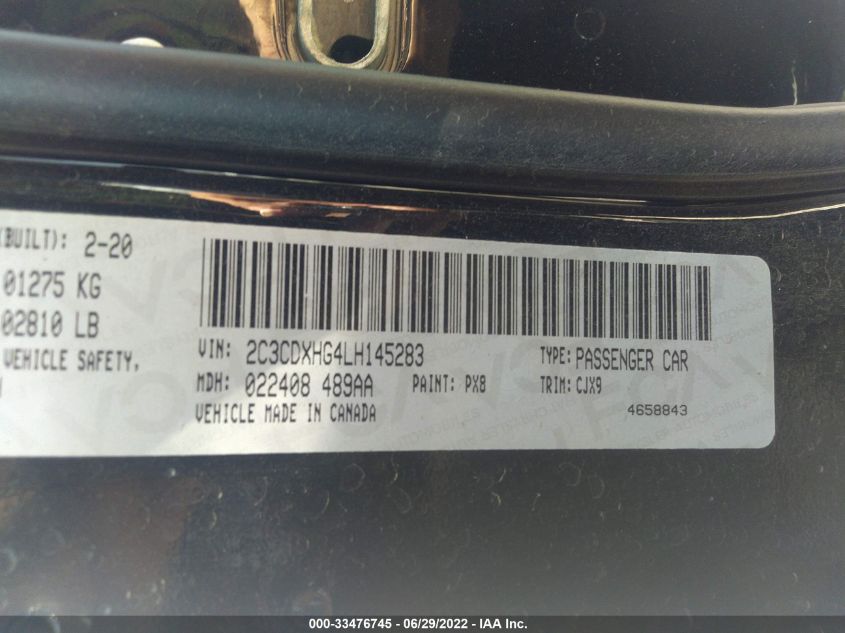 (BUILT): 2-20
01275 KG
02810 LB
VEHICLE SAFETY,
VIN: 2C3CDXHG4LH145283 TYPE: PASSENGER CAR
MDH: 022408 489AA PAINT: PX8 TRIM: CJX9
VEHICLE MADE IN CANADA 4658843
000-33476745 - 06/29/2022 - IAA Inc.